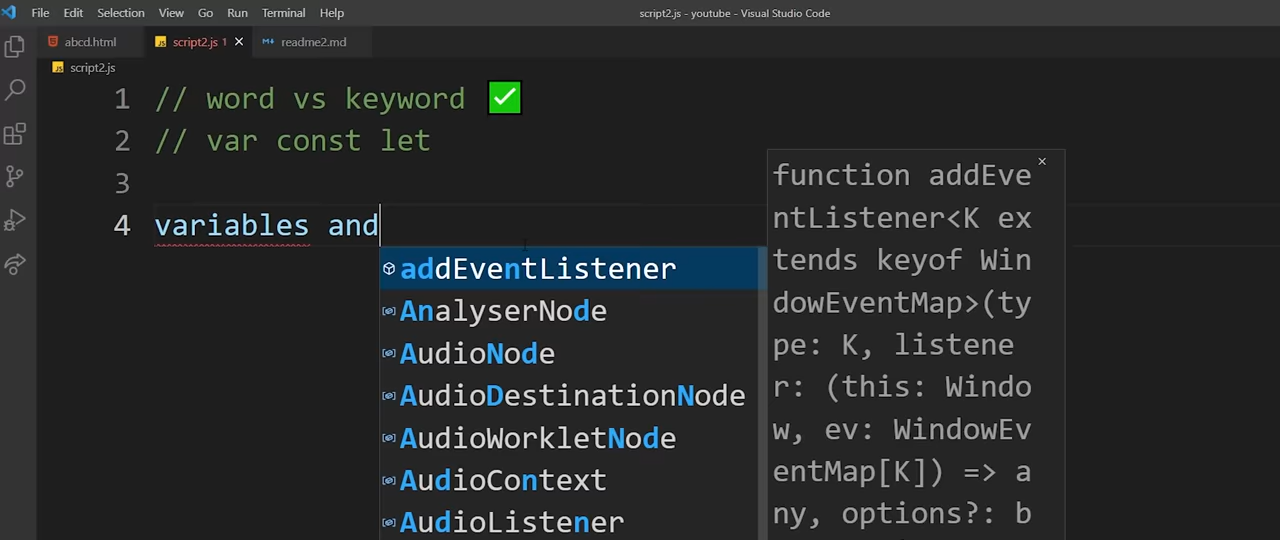 File Edit Selection View Go Run Terminal Help script2.js - youtube - Visual Studio Code
abcd.html JS script2.js 1 × readme2.md
JS script2.js
1 // word vs keyword ✅
2 // var const let
3
4 variables and
addEventListener
AnalyserNode
AudioNode
AudioDestinationNode
AudioWorkletNode
AudioContext
AudioListener
function addEve
ntListener<K ex
tends keyof Win
dowEventMap>(ty
pe: K, listene
r: (this: Windo
w, ev: WindowEv
entMap[K]) => a
ny, options?: b